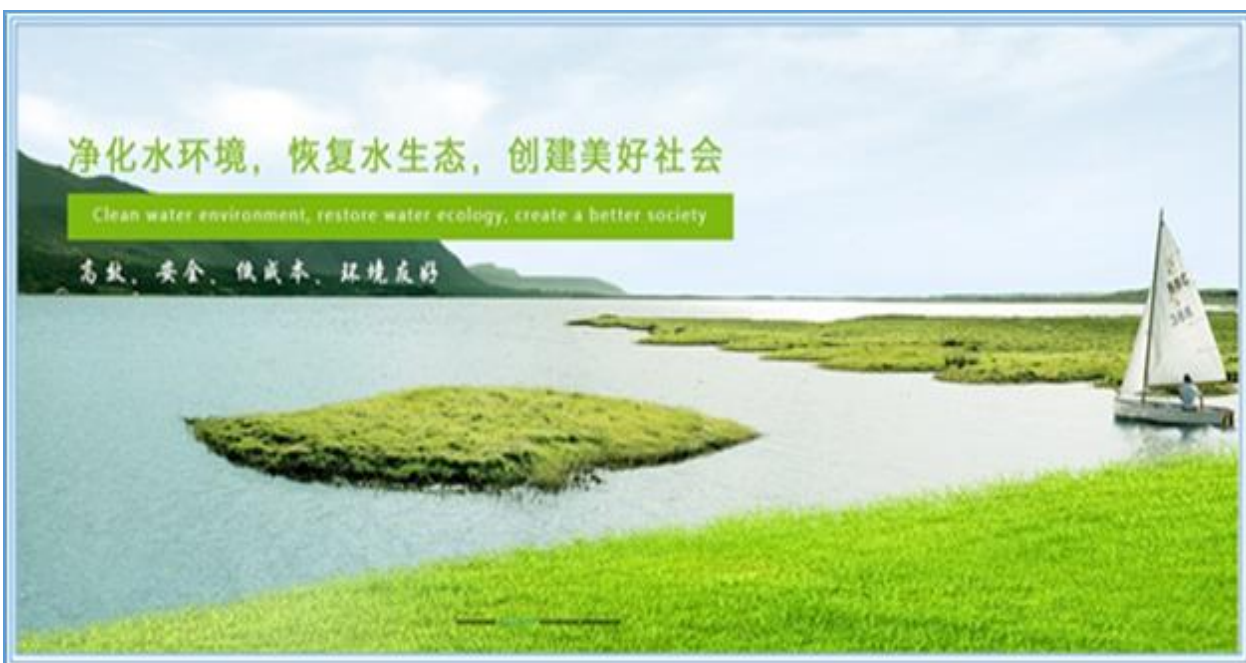 净化水环境，恢复水生态，创建美好社会
Clean water environment, restore water ecology, create a better society
高效、安全、低成本、环境友好
388